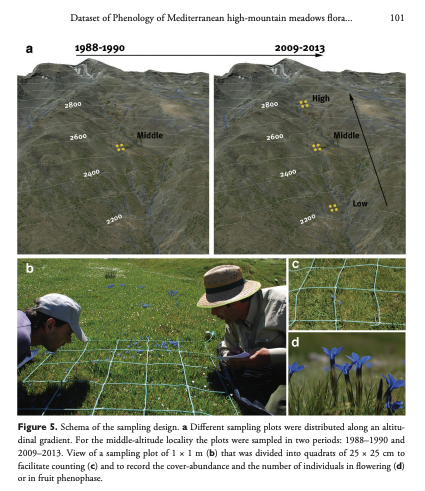 Dataset of Phenology of Mediterranean high-mountain meadows flora... 101
a 1988-1990 2009-2013
2800
Middle
2600
2400
2200
2800 High
2600 Middle
2400
Low
2200
b
c
d
Figure 5. Schema of the sampling design. a Different sampling plots were distributed along an altitu-
dinal gradient. For the middle-altitude locality the plots were sampled in two periods: 1988–1990 and
2009–2013. View of a sampling plot of 1 × 1 m (b) that was divided into quadrats of 25 × 25 cm to
facilitate counting (c) and to record the cover-abundance and the number of individuals in flowering (d)
or in fruit phenophase.